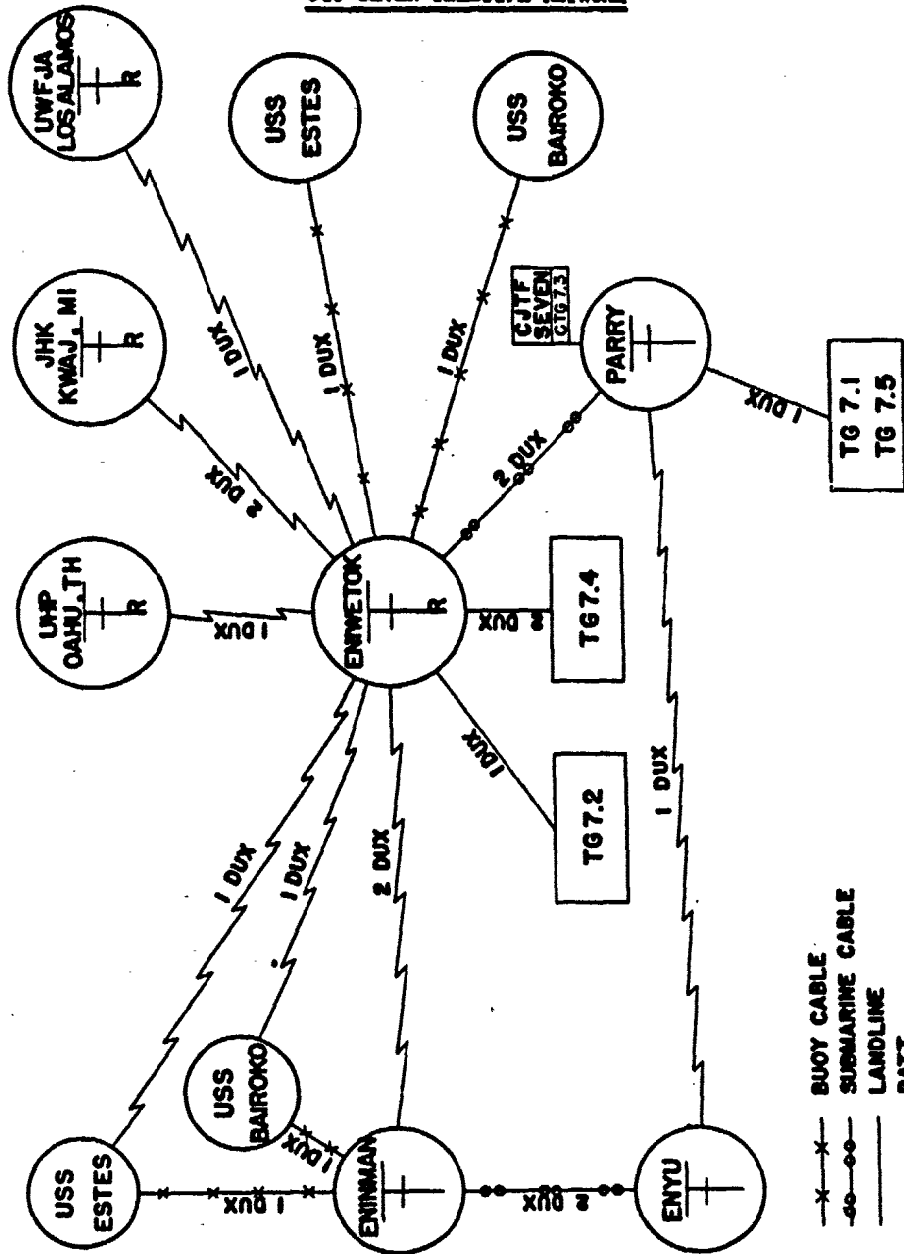 UWFJA
LOS ALAMOS
R
JHK
KWAJ., MI
R
UHP
OAHU, TH
R
USS
ESTES
USS
BAIROKO
1 DUX
2 DUX
1 DUX
1 DUX
1 DUX
ENIWETOK
R
2 DUX
CJTF
SEVEN
CTG 7.3
PARRY
1 DUX
TG 7.1
TG 7.5
2 DUX
TG 7.4
1 DUX
TG 7.2
1 DUX
1 DUX
2 DUX
1 DUX
USS
ESTES
USS
BAIROKO
1 DUX
1 DUX
ENINMAN
2 DUX
ENYU
BUOY CABLE
SUBMARINE CABLE
LANDLINE